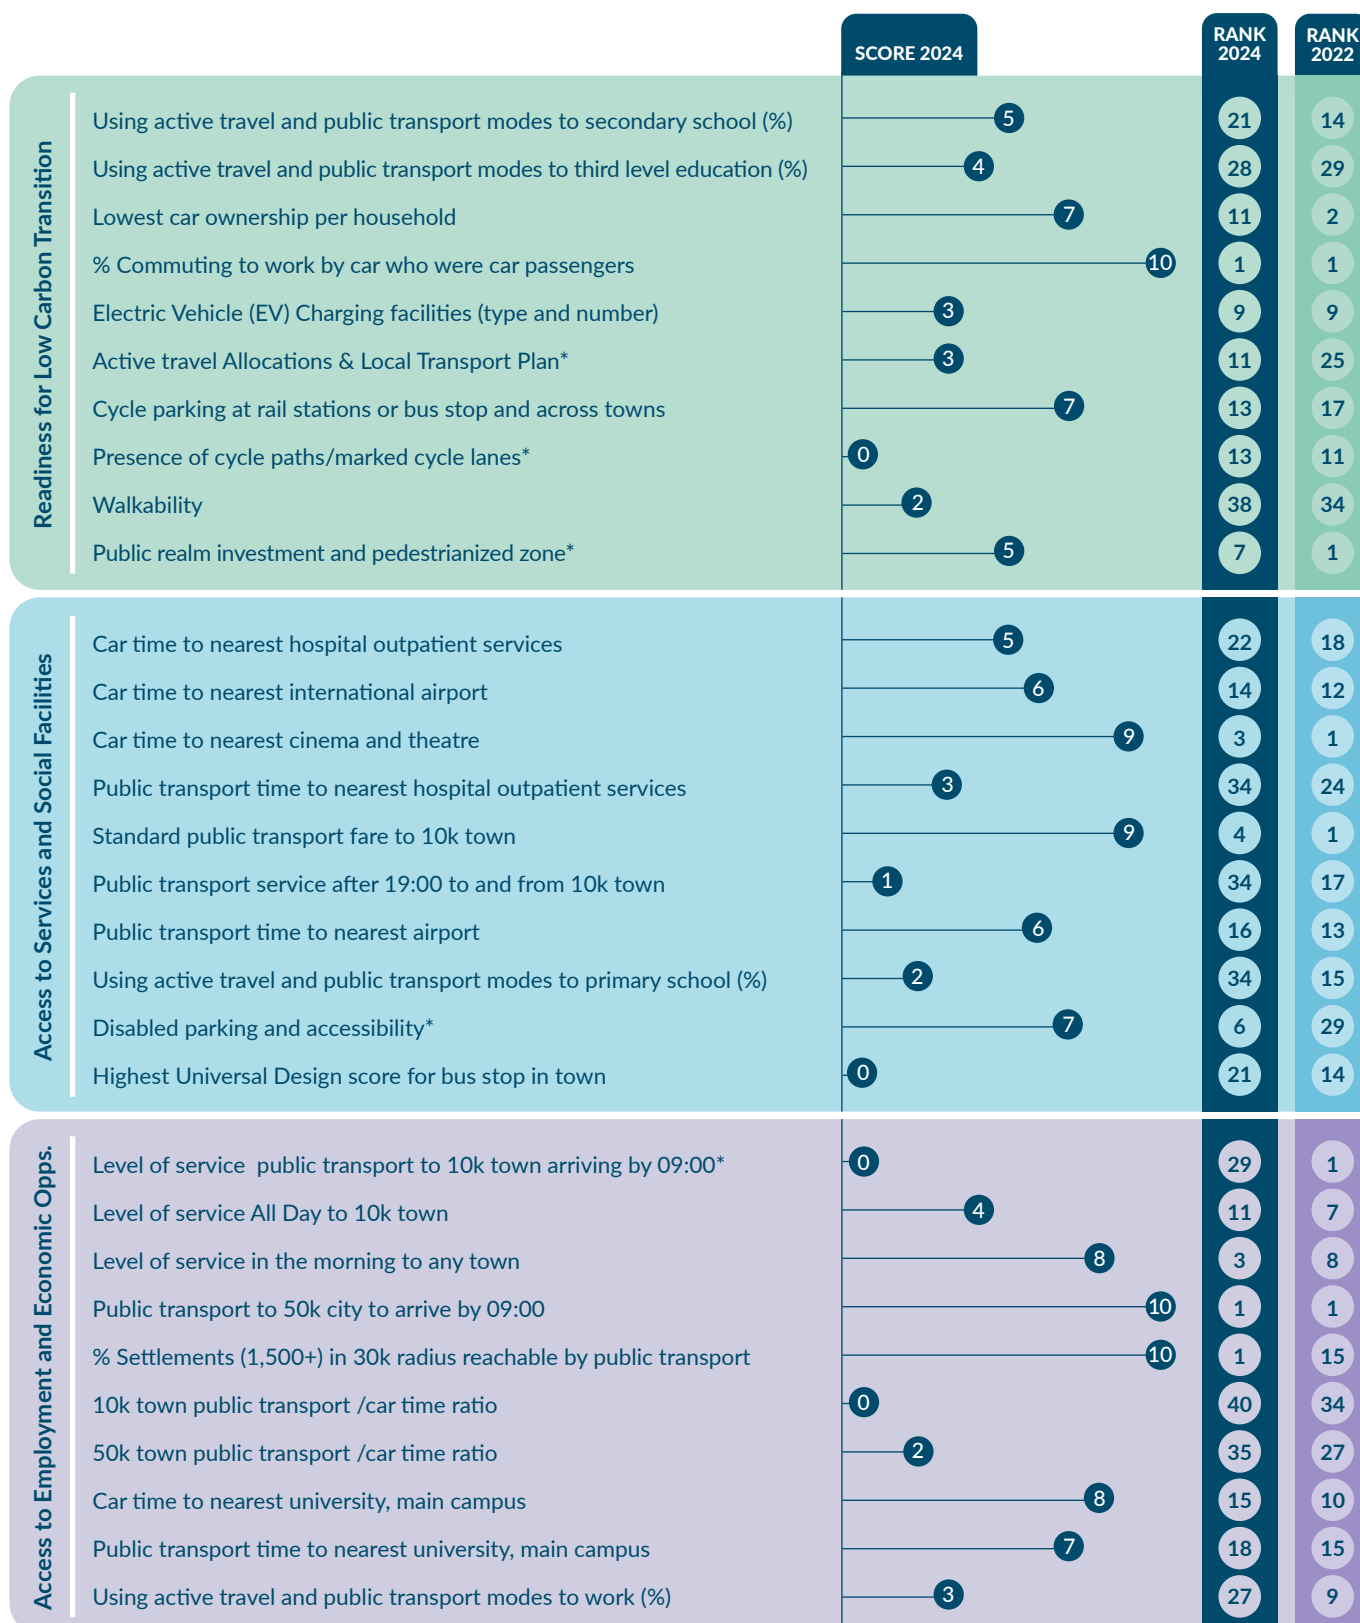 SCORE 2024
RANK 2024
RANK 2022
Readiness for Low Carbon Transition
Using active travel and public transport modes to secondary school (%) 5 21 14
Using active travel and public transport modes to third level education (%) 4 28 29
Lowest car ownership per household 7 11 2
% Commuting to work by car who were car passengers 10 1 1
Electric Vehicle (EV) Charging facilities (type and number) 3 9 9
Active travel Allocations & Local Transport Plan* 3 11 25
Cycle parking at rail stations or bus stop and across towns 7 13 17
Presence of cycle paths/marked cycle lanes* 0 13 11
Walkability 2 38 34
Public realm investment and pedestrianized zone* 5 7 1
Access to Services and Social Facilities
Car time to nearest hospital outpatient services 5 22 18
Car time to nearest international airport 6 14 12
Car time to nearest cinema and theatre 9 3 1
Public transport time to nearest hospital outpatient services 3 34 24
Standard public transport fare to 10k town 9 4 1
Public transport service after 19:00 to and from 10k town 1 34 17
Public transport time to nearest airport 6 16 13
Using active travel and public transport modes to primary school (%) 2 34 15
Disabled parking and accessibility* 7 6 29
Highest Universal Design score for bus stop in town 0 21 14
Access to Employment and Economic Opps.
Level of service public transport to 10k town arriving by 09:00* 0 29 1
Level of service All Day to 10k town 4 11 7
Level of service in the morning to any town 8 3 8
Public transport to 50k city to arrive by 09:00 10 1 1
% Settlements (1,500+) in 30k radius reachable by public transport 10 1 15
10k town public transport /car time ratio 0 40 34
50k town public transport /car time ratio 2 35 27
Car time to nearest university, main campus 8 15 10
Public transport time to nearest university, main campus 7 18 15
Using active travel and public transport modes to work (%) 3 27 9